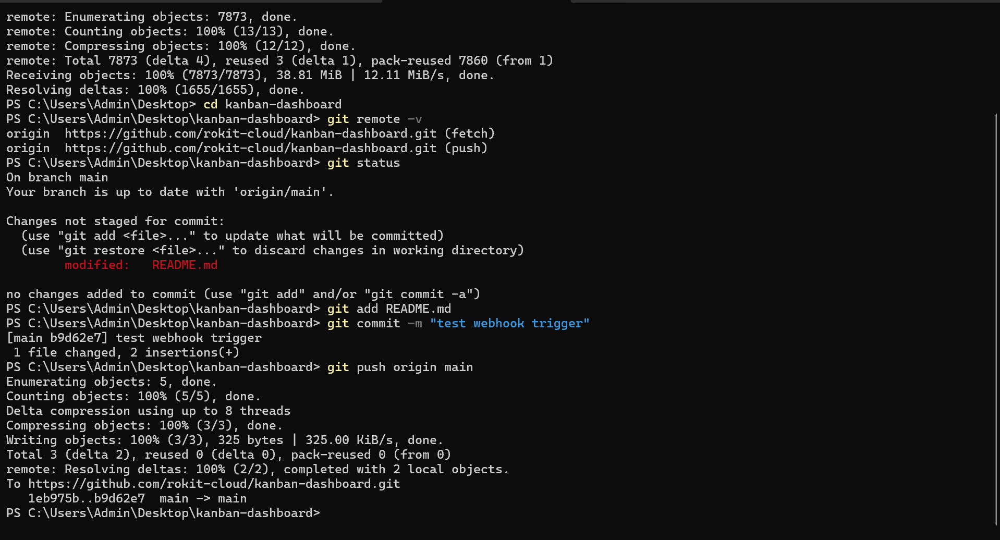 remote: Enumerating objects: 7873, done.
remote: Counting objects: 100% (13/13), done.
remote: Compressing objects: 100% (12/12), done.
remote: Total 7873 (delta 4), reused 3 (delta 1), pack-reused 7860 (from 1)
Receiving objects: 100% (7873/7873), 38.81 MiB | 12.11 MiB/s, done.
Resolving deltas: 100% (1655/1655), done.
PS C:\Users\Admin\Desktop> cd kanban-dashboard
PS C:\Users\Admin\Desktop\kanban-dashboard> git remote -v
origin  https://github.com/rokit-cloud/kanban-dashboard.git (fetch)
origin  https://github.com/rokit-cloud/kanban-dashboard.git (push)
PS C:\Users\Admin\Desktop\kanban-dashboard> git status
On branch main
Your branch is up to date with 'origin/main'.

Changes not staged for commit:
  (use "git add <file>..." to update what will be committed)
  (use "git restore <file>..." to discard changes in working directory)
        modified:   README.md

no changes added to commit (use "git add" and/or "git commit -a")
PS C:\Users\Admin\Desktop\kanban-dashboard> git add README.md
PS C:\Users\Admin\Desktop\kanban-dashboard> git commit -m "test webhook trigger"
[main b9d62e7] test webhook trigger
 1 file changed, 2 insertions(+)
PS C:\Users\Admin\Desktop\kanban-dashboard> git push origin main
Enumerating objects: 5, done.
Counting objects: 100% (5/5), done.
Delta compression using up to 8 threads
Compressing objects: 100% (3/3), done.
Writing objects: 100% (3/3), 325 bytes | 325.00 KiB/s, done.
Total 3 (delta 2), reused 0 (delta 0), pack-reused 0 (from 0)
remote: Resolving deltas: 100% (2/2), completed with 2 local objects.
To https://github.com/rokit-cloud/kanban-dashboard.git
   1eb975b..b9d62e7  main -> main
PS C:\Users\Admin\Desktop\kanban-dashboard>